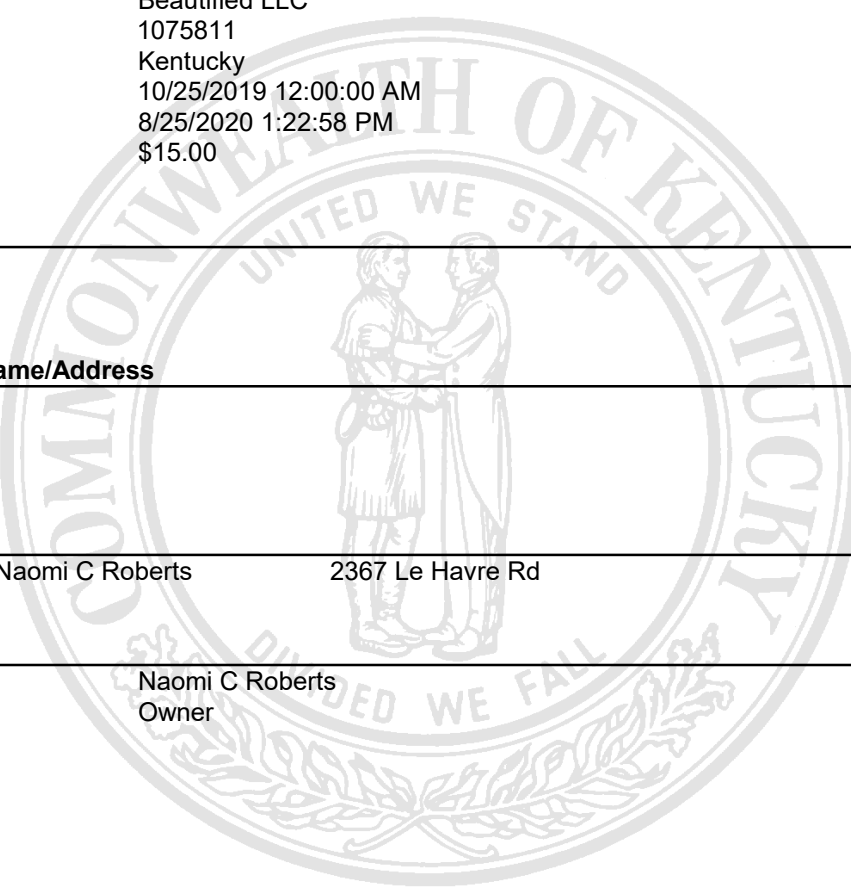 Beautified LLC
1075811
Kentucky
10/25/2019 12:00:00 AM
8/25/2020 1:22:58 PM
$15.00
COMMONWEALTH OF KENTUCKY
UNITED WE STAND
ame/Address
Naomi C Roberts 2367 Le Havre Rd
DIVIDED WE FALL
Naomi C Roberts
Owner